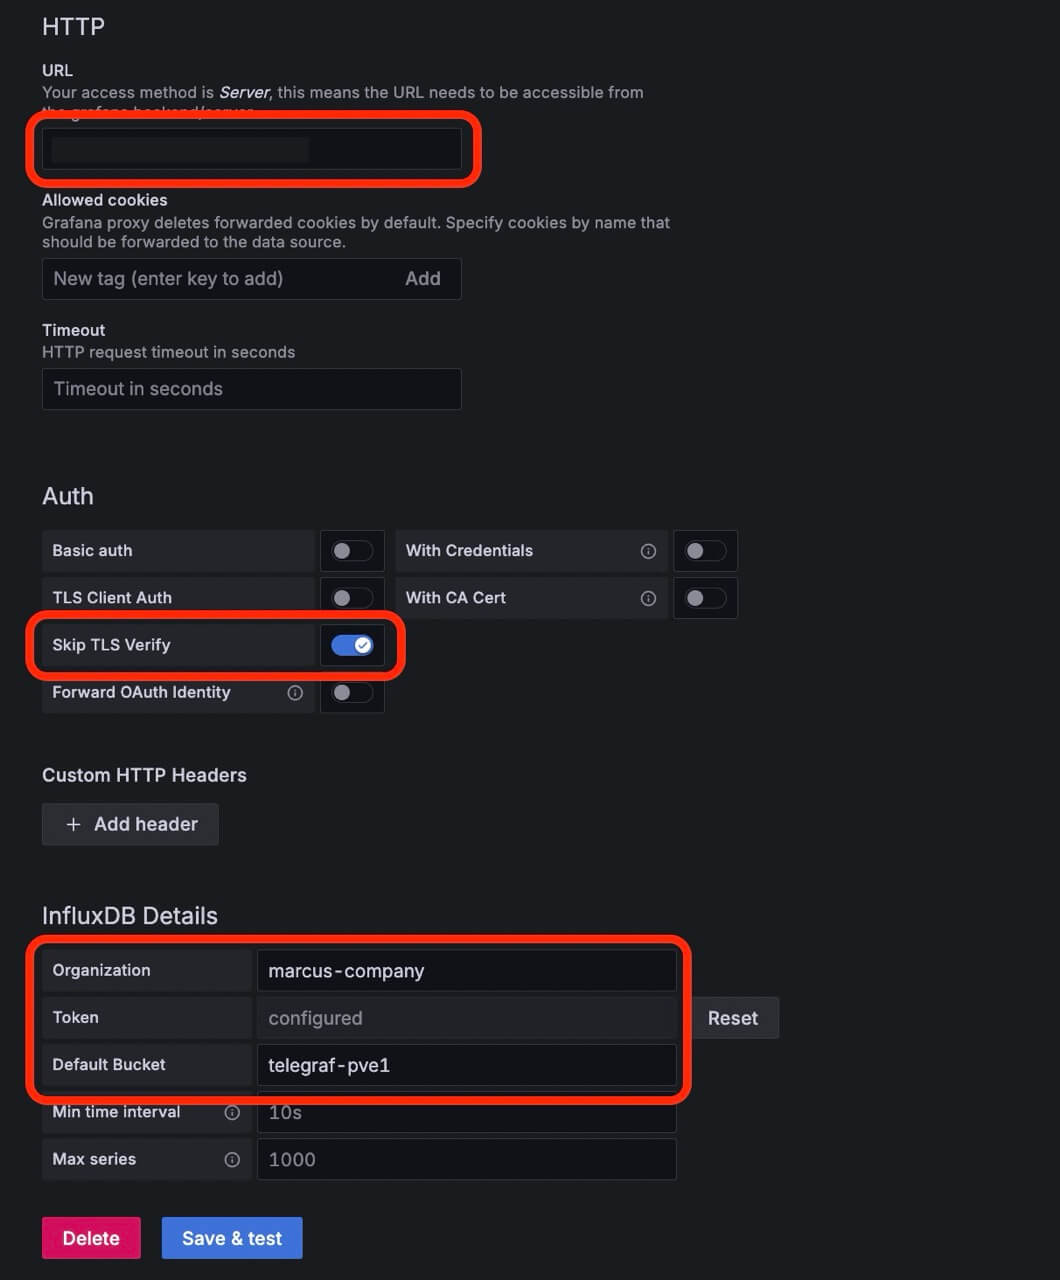 HTTP
URL
Your access method is Server, this means the URL needs to be accessible from
the grafana backend/server.
Allowed cookies
Grafana proxy deletes forwarded cookies by default. Specify cookies by name that
should be forwarded to the data source.
New tag (enter key to add) Add
Timeout
HTTP request timeout in seconds
Timeout in seconds
Auth
Basic auth With Credentials
TLS Client Auth With CA Cert
Skip TLS Verify
Forward OAuth Identity
Custom HTTP Headers
+ Add header
InfluxDB Details
Organization marcus-company
Token configured Reset
Default Bucket telegraf-pve1
Min time interval 10s
Max series 1000
Delete Save & test